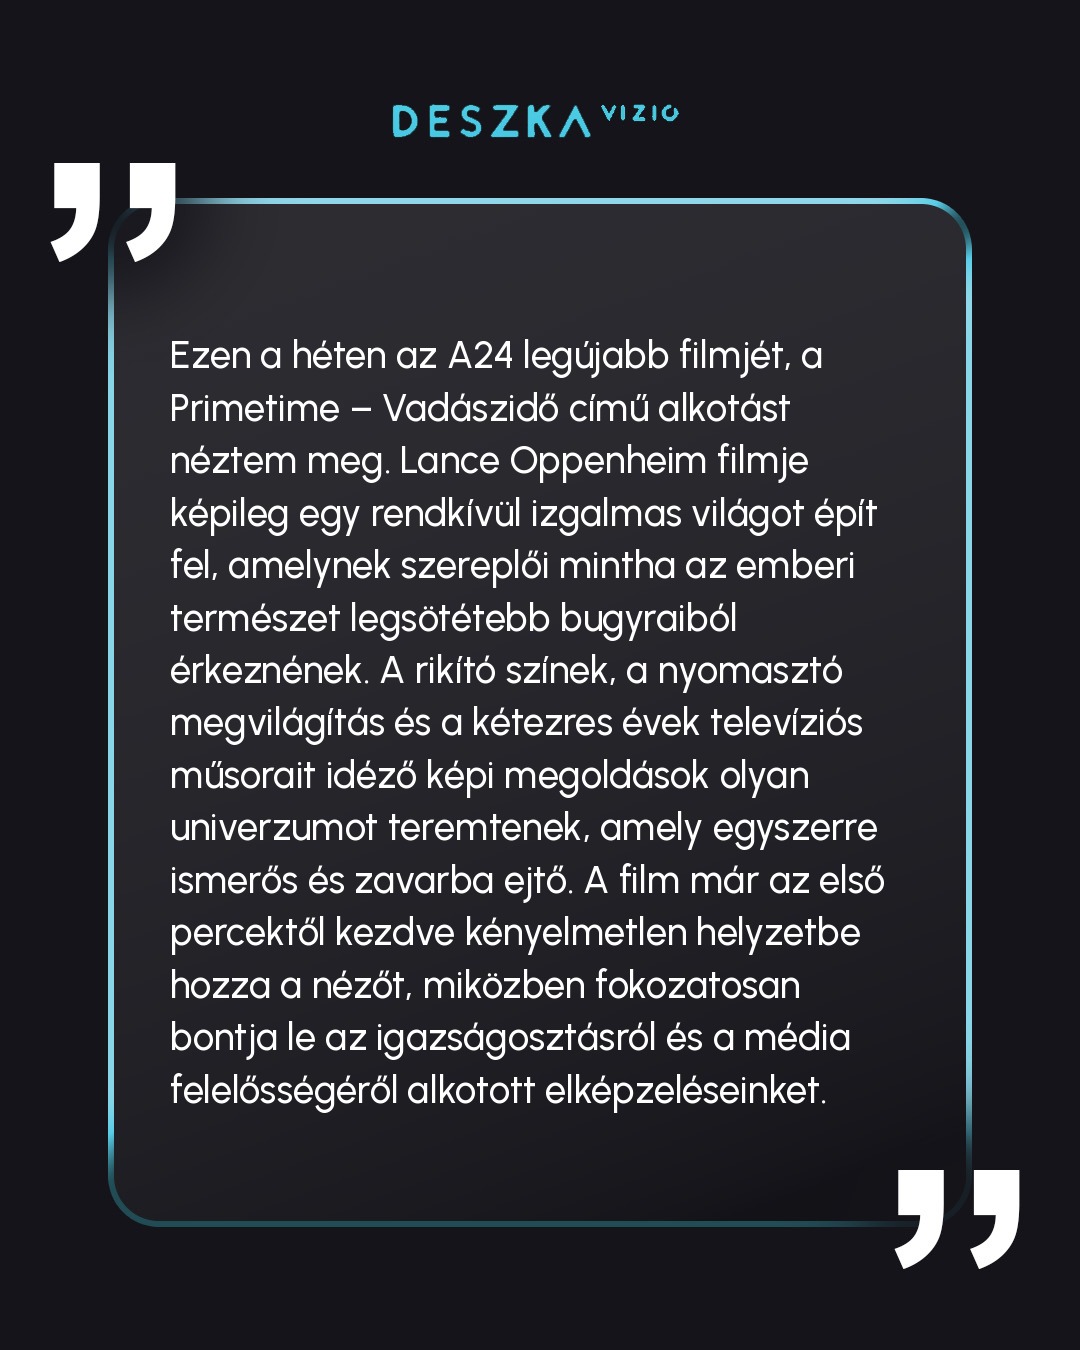 DESZKA VIZIO
Ezen a héten az A24 legújabb filmjét, a
Primetime – Vadászidő című alkotást
néztem meg. Lance Oppenheim filmje
képileg egy rendkívül izgalmas világot épít
fel, amelynek szereplői mintha az emberi
természet legsötétebb bugyraiból
érkeznének. A rikító színek, a nyomasztó
megvilágítás és a kétezres évek televíziós
műsorait idéző képi megoldások olyan
univerzumot teremtenek, amely egyszerre
ismerős és zavarba ejtő. A film már az első
percektől kezdve kényelmetlen helyzetbe
hozza a nézőt, miközben fokozatosan
bontja le az igazságosztásról és a média
felelősségéről alkotott elképzeléseinket.